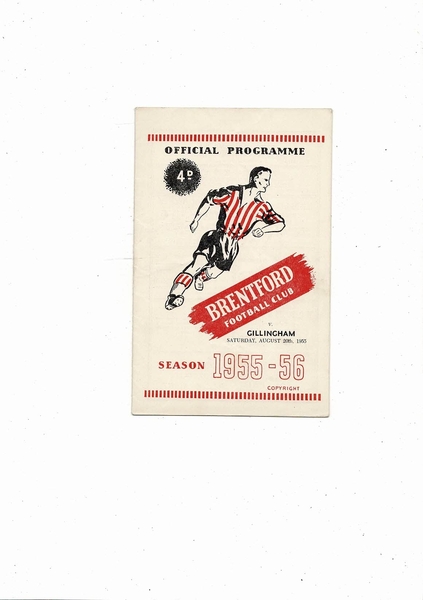 OFFICIAL PROGRAMME
4D
BRENTFORD
FOOTBALL CLUB
V.
GILLINGHAM
SATURDAY, AUGUST 20th, 1955
SEASON 1955-56
COPYRIGHT